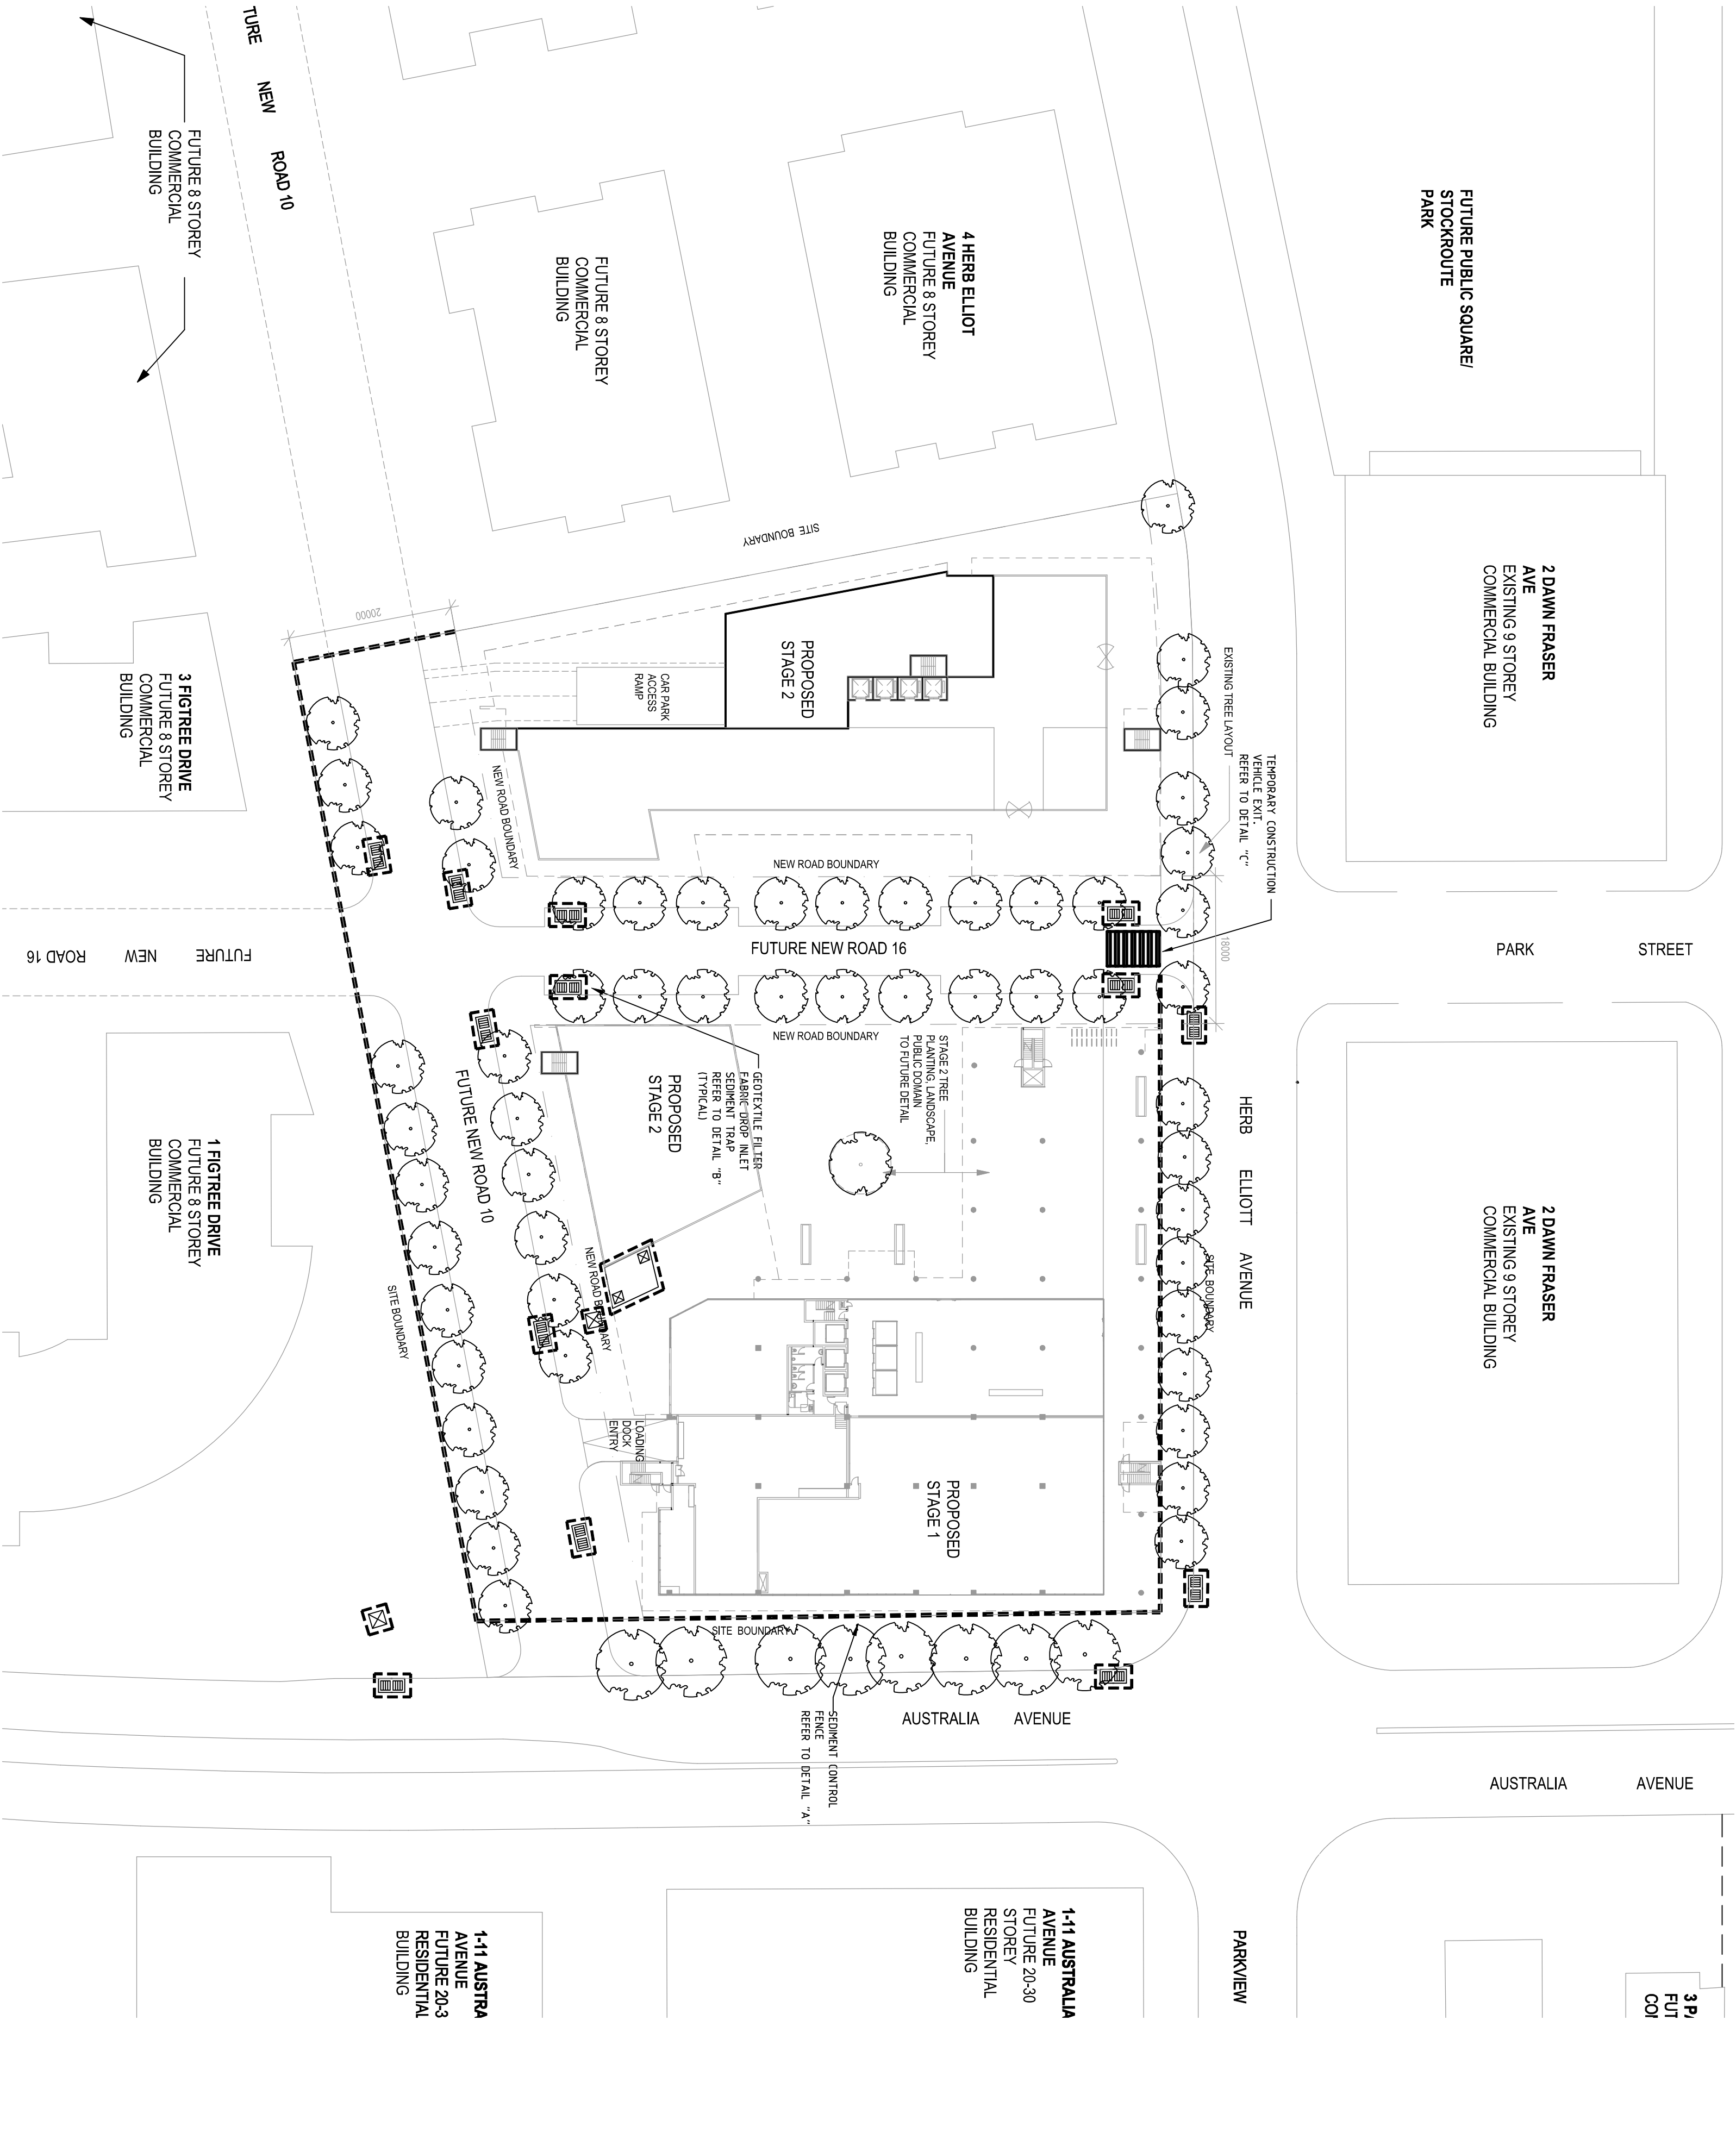 TURE NEW ROAD 10
FUTURE 8 STOREY
COMMERCIAL
BUILDING
FUTURE 8 STOREY
COMMERCIAL
BUILDING
4 HERB ELLIOT
AVENUE
FUTURE 8 STOREY
COMMERCIAL
BUILDING
FUTURE PUBLIC SQUARE/
STOCKROUTE
PARK
2 DAWN FRASER
AVE
EXISTING 9 STOREY
COMMERCIAL BUILDING
SITE BOUNDARY
20000
3 FIGTREE DRIVE
FUTURE 8 STOREY
COMMERCIAL
BUILDING
CAR PARK
ACCESS
RAMP
PROPOSED
STAGE 2
EXISTING TREE LAYOUT
TEMPORARY CONSTRUCTION
VEHICLE EXIT.
REFER TO DETAIL "C"
NEW ROAD BOUNDARY
NEW ROAD BOUNDARY
18000
FUTURE NEW ROAD 16
FUTURE NEW ROAD 16
PARK STREET
NEW ROAD BOUNDARY
STAGE 2 TREE
PLANTING, LANDSCAPE,
PUBLIC DOMAIN
TO FUTURE DETAIL
GEOTEXTILE FILTER
FABRIC DROP INLET
SEDIMENT TRAP
REFER TO DETAIL "B"
(TYPICAL)
PROPOSED
STAGE 2
FUTURE NEW ROAD 10
HERB ELLIOTT AVENUE
1 FIGTREE DRIVE
FUTURE 8 STOREY
COMMERCIAL
BUILDING
2 DAWN FRASER
AVE
EXISTING 9 STOREY
COMMERCIAL BUILDING
NEW ROAD BOUNDARY
SITE BOUNDARY
SITE BOUNDARY
LOADING
DOCK
ENTRY
PROPOSED
STAGE 1
SITE BOUNDARY
SEDIMENT CONTROL
FENCE
REFER TO DETAIL "A"
AUSTRALIA AVENUE
AUSTRALIA AVENUE
1-11 AUSTRA
AVENUE
FUTURE 20-3
RESIDENTIAL
BUILDING
1-11 AUSTRALIA
AVENUE
FUTURE 20-30
STOREY
RESIDENTIAL
BUILDING
PARKVIEW
3 PA
FUT
CO